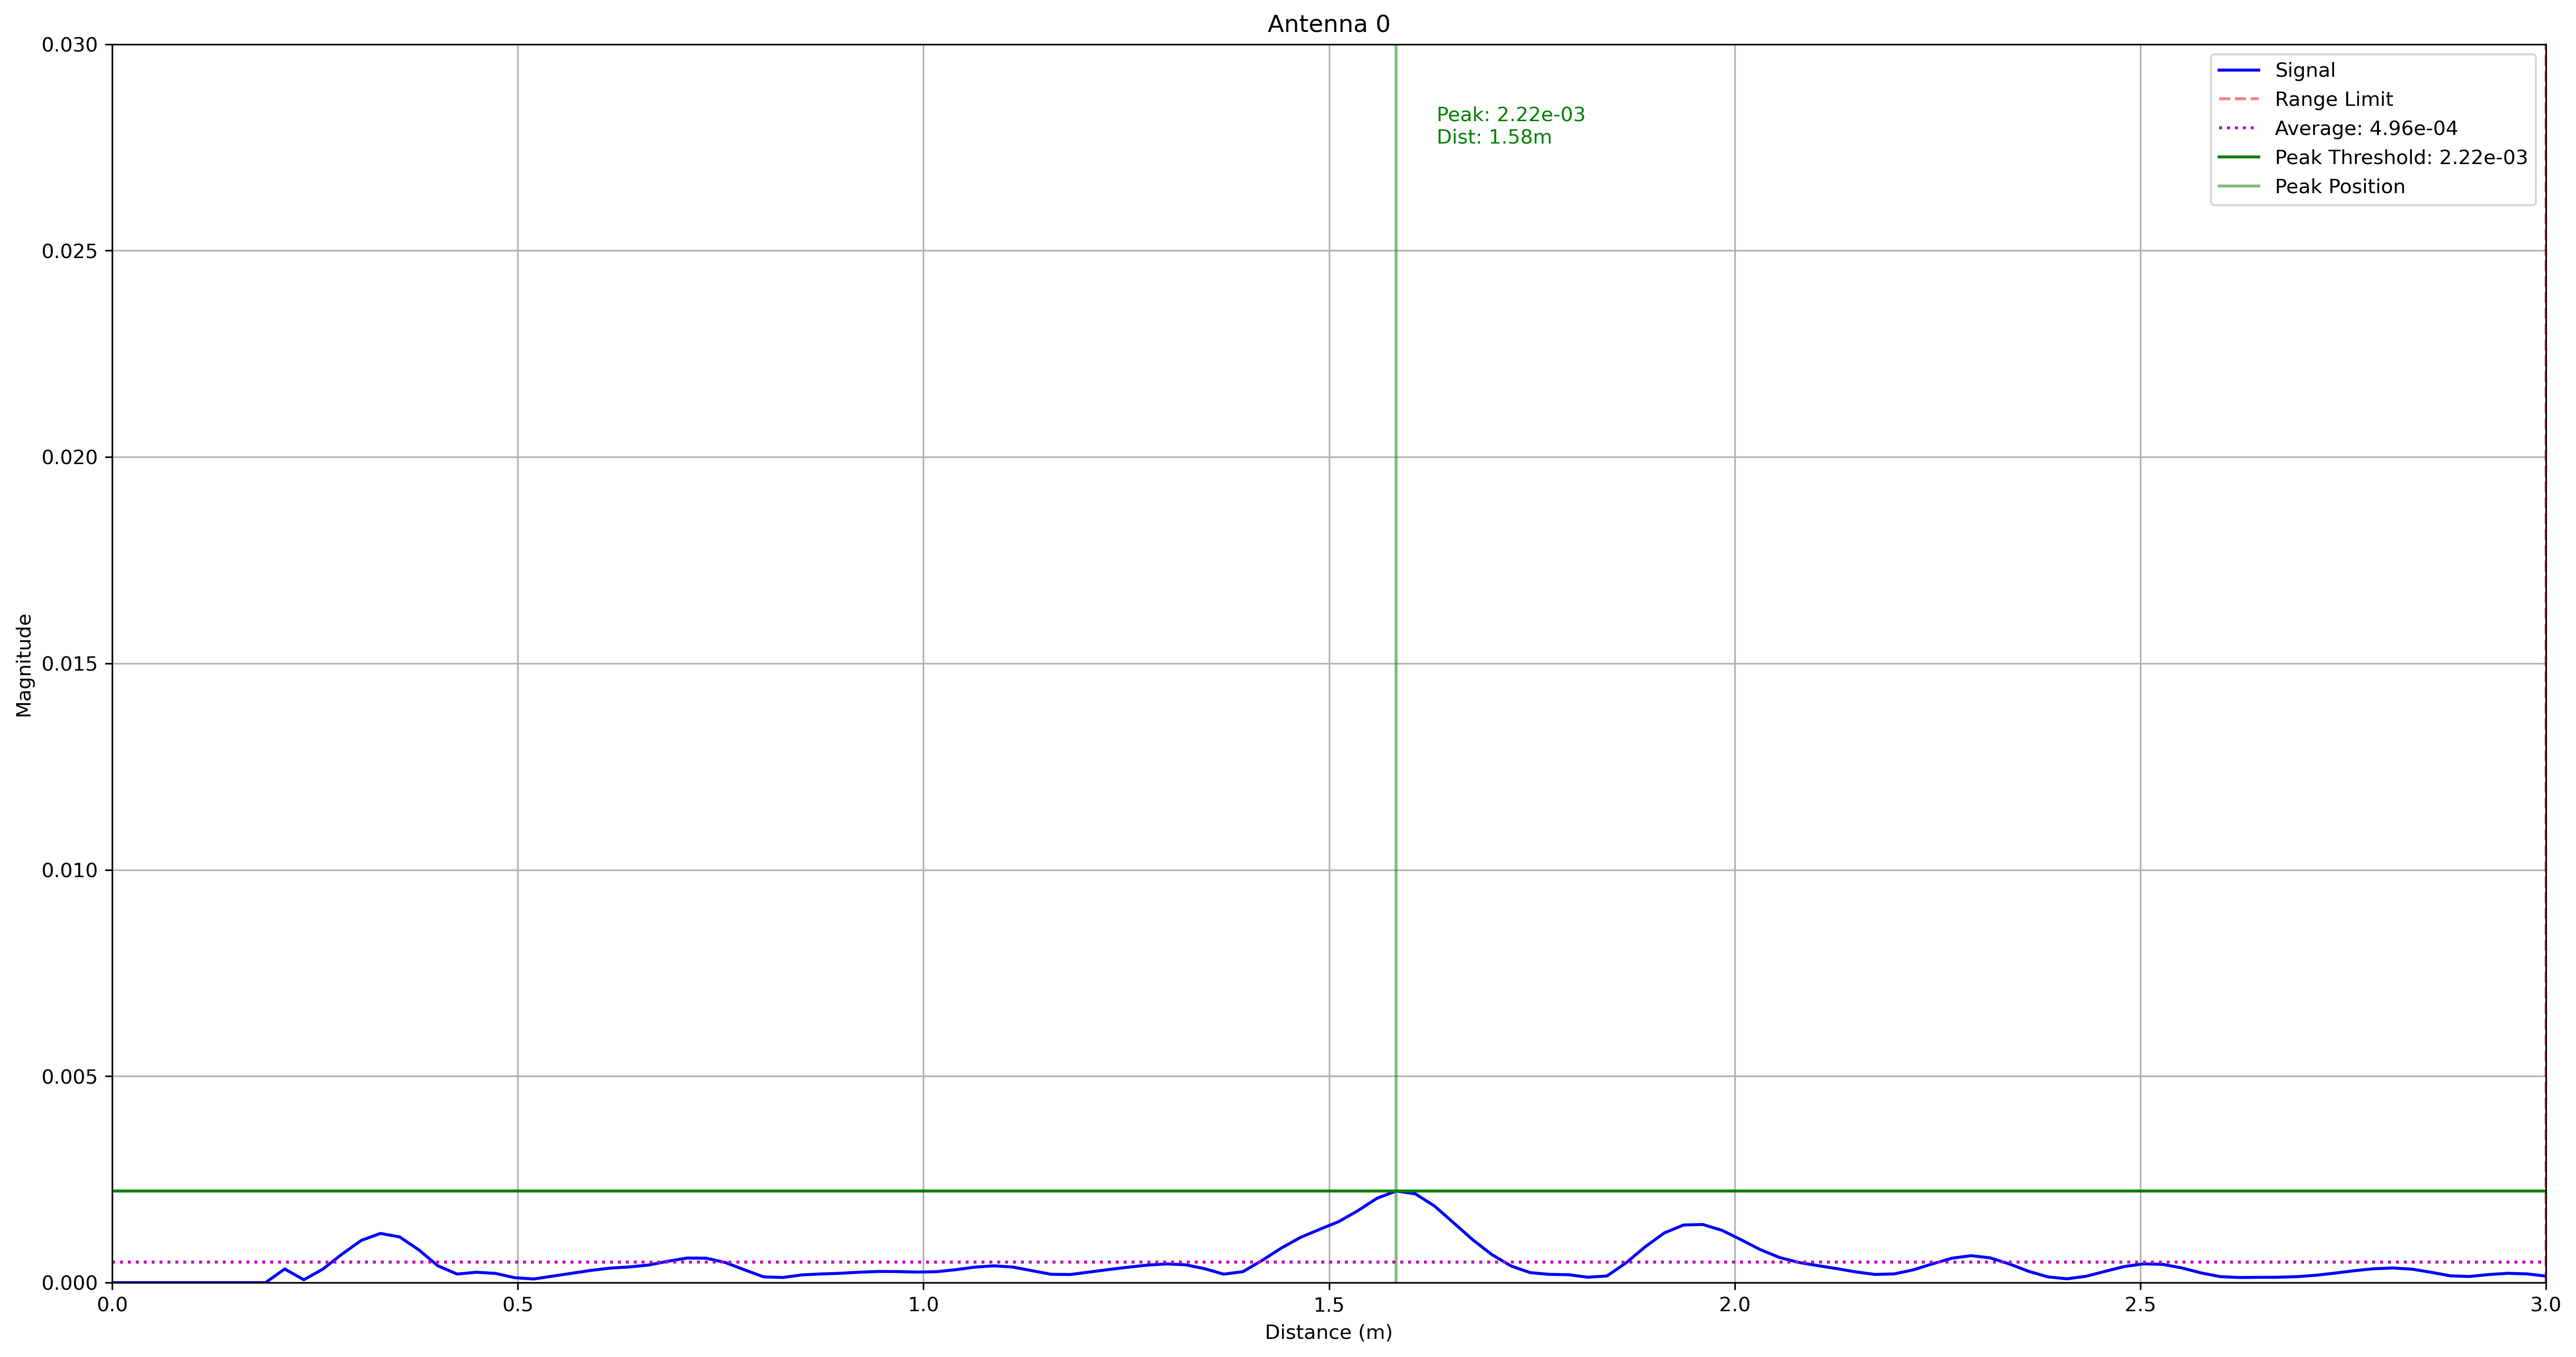 Antenna 0
0.030
0.025
0.020
0.015
0.010
0.005
0.000
Magnitude
Peak: 2.22e-03
Dist: 1.58m
Signal
Range Limit
Average: 4.96e-04
Peak Threshold: 2.22e-03
Peak Position
0.0 0.5 1.0 1.5 2.0 2.5 3.0
Distance (m)